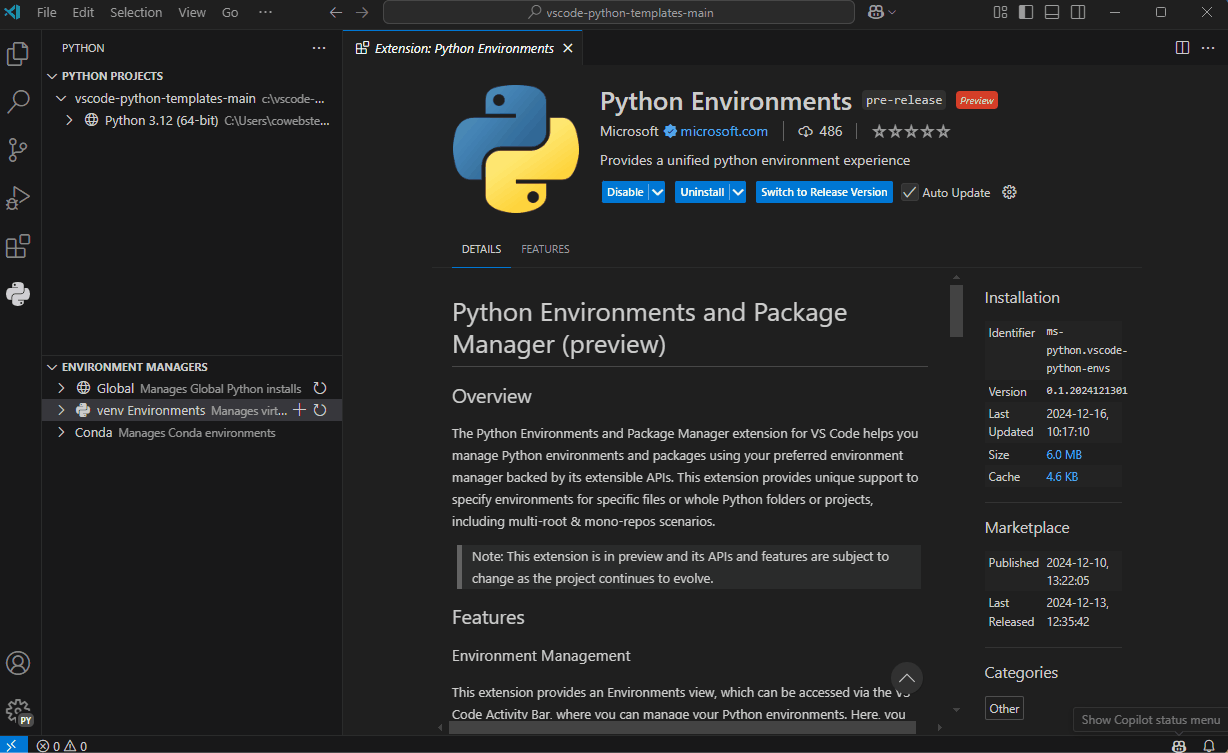 File Edit Selection View Go ··· vscode-python-templates-main
PYTHON
PYTHON PROJECTS
vscode-python-templates-main c:\vscode-...
Python 3.12 (64-bit) C:\Users\cowebste...
ENVIRONMENT MANAGERS
Global Manages Global Python installs
venv Environments Manages virt...
Conda Manages Conda environments
Extension: Python Environments
Python Environments pre-release Preview
Microsoft microsoft.com 486
Provides a unified python environment experience
Disable Uninstall Switch to Release Version Auto Update
DETAILS FEATURES
Python Environments and Package
Manager (preview)
Overview
The Python Environments and Package Manager extension for VS Code helps you
manage Python environments and packages using your preferred environment
manager backed by its extensible APIs. This extension provides unique support to
specify environments for specific files or whole Python folders or projects,
including multi-root & mono-repos scenarios.
Note: This extension is in preview and its APIs and features are subject to
change as the project continues to evolve.
Features
Environment Management
This extension provides an Environments view, which can be accessed via the VS
Code Activity Bar, where you can manage your Python environments. Here, you
Installation
Identifier ms-
python.vscode-
python-envs
Version 0.1.2024121301
Last 2024-12-16,
Updated 10:17:10
Size 6.0 MB
Cache 4.6 KB
Marketplace
Published 2024-12-10,
13:22:05
Last 2024-12-13,
Released 12:35:42
Categories
Other
Show Copilot status menu
PY
0 0